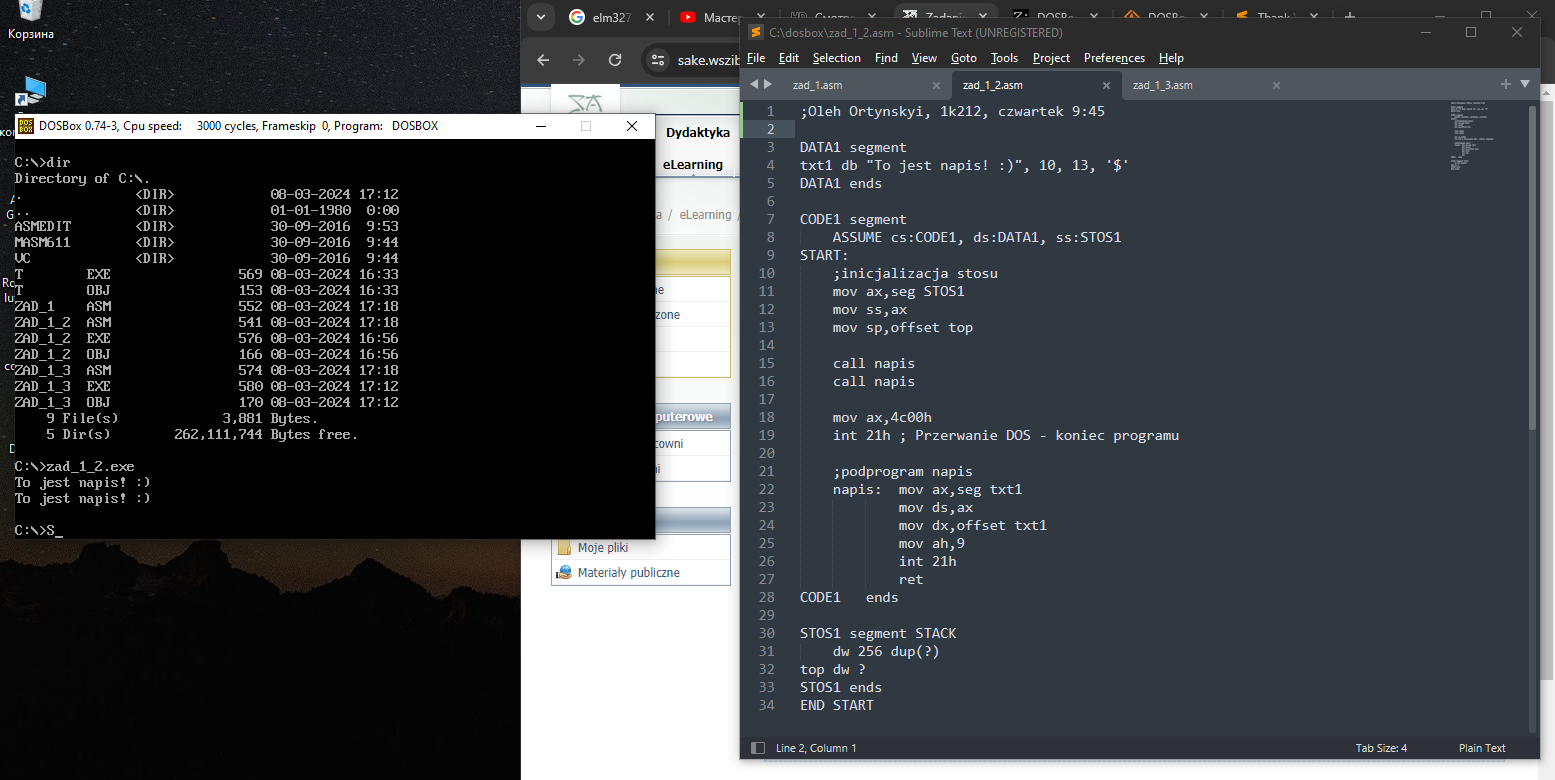 Корзина
elm327
Мастер
DOSBo
DOSBo
Thank
sake.wszib
Dydaktyka
eLearning
eLearning
puterowe
Moje pliki
Materiały publiczne
DOSBox 0.74-3, Cpu speed: 3000 cycles, Frameskip 0, Program: DOSBOX
C:\>dir
Directory of C:\.
. <DIR> 08-03-2024 17:12
.. <DIR> 01-01-1980 0:00
ASMEDIT <DIR> 30-09-2016 9:53
MASM611 <DIR> 30-09-2016 9:44
VC <DIR> 30-09-2016 9:44
T EXE 569 08-03-2024 16:33
T OBJ 153 08-03-2024 16:33
ZAD_1 ASM 552 08-03-2024 17:18
ZAD_1_2 ASM 541 08-03-2024 17:18
ZAD_1_2 EXE 576 08-03-2024 16:56
ZAD_1_2 OBJ 166 08-03-2024 16:56
ZAD_1_3 ASM 574 08-03-2024 17:18
ZAD_1_3 EXE 580 08-03-2024 17:12
ZAD_1_3 OBJ 170 08-03-2024 17:12
9 File(s) 3,881 Bytes.
5 Dir(s) 262,111,744 Bytes free.
C:\>zad_1_2.exe
To jest napis! :)
To jest napis! :)
C:\>S_
C:\dosbox\zad_1_2.asm - Sublime Text (UNREGISTERED)
File Edit Selection Find View Goto Tools Project Preferences Help
zad_1.asm zad_1_2.asm zad_1_3.asm
1 ;Oleh Ortynskyi, 1k212, czwartek 9:45
2
3 DATA1 segment
4 txt1 db "To jest napis! :)", 10, 13, '$'
5 DATA1 ends
6
7 CODE1 segment
8 ASSUME cs:CODE1, ds:DATA1, ss:STOS1
9 START:
10 ;inicjalizacja stosu
11 mov ax,seg STOS1
12 mov ss,ax
13 mov sp,offset top
14
15 call napis
16 call napis
17
18 mov ax,4c00h
19 int 21h ; Przerwanie DOS - koniec programu
20
21 ;podprogram napis
22 napis: mov ax,seg txt1
23 mov ds,ax
24 mov dx,offset txt1
25 mov ah,9
26 int 21h
27 ret
28 CODE1 ends
29
30 STOS1 segment STACK
31 dw 256 dup(?)
32 top dw ?
33 STOS1 ends
34 END START
Line 2, Column 1
Tab Size: 4
Plain Text